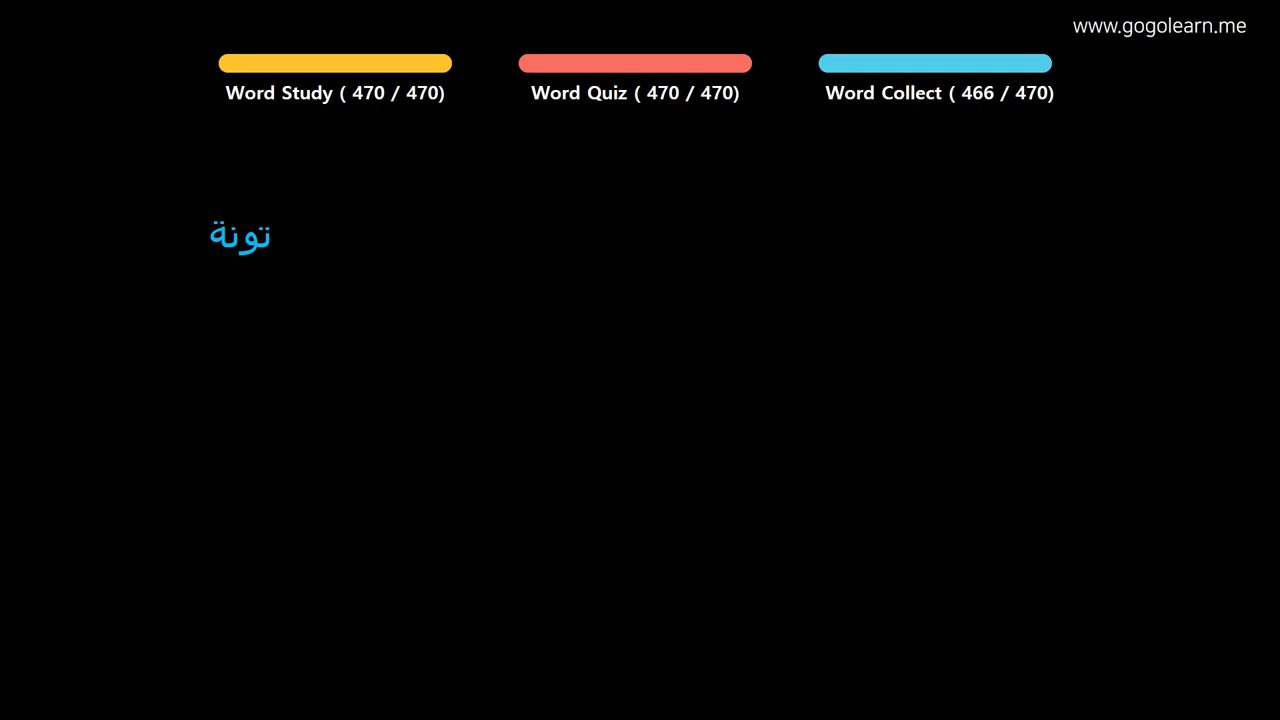 www.gogolearn.me
Word Study ( 470 / 470)
Word Quiz ( 470 / 470)
Word Collect ( 466 / 470)
تونة